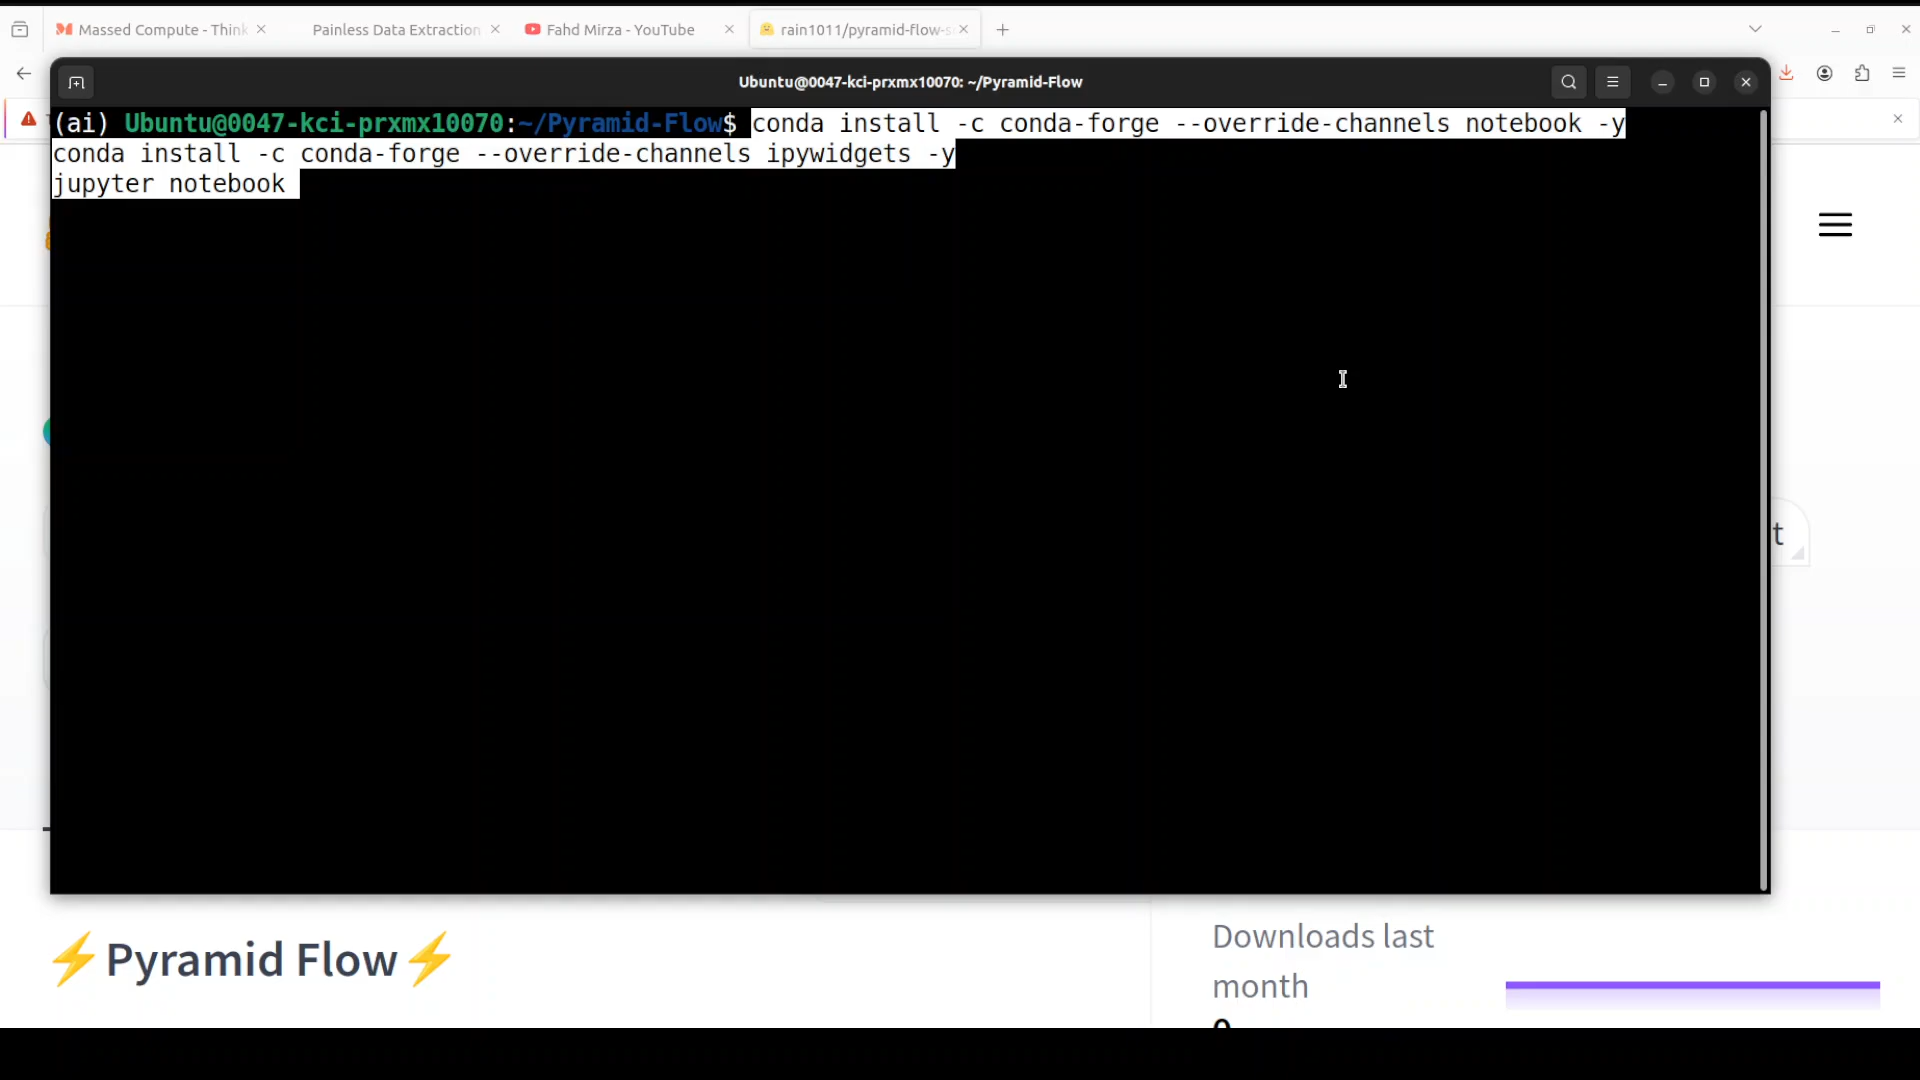 Massed Compute - Think
Painless Data Extraction
Fahd Mirza - YouTube
rain1011/pyramid-flow-s
Ubuntu@0047-kci-prxmx10070: ~/Pyramid-Flow
(ai) Ubuntu@0047-kci-prxmx10070:~/Pyramid-Flow$ conda install -c conda-forge --override-channels notebook -y
conda install -c conda-forge --override-channels ipywidgets -y
jupyter notebook
t
⚡Pyramid Flow⚡
Downloads last
month